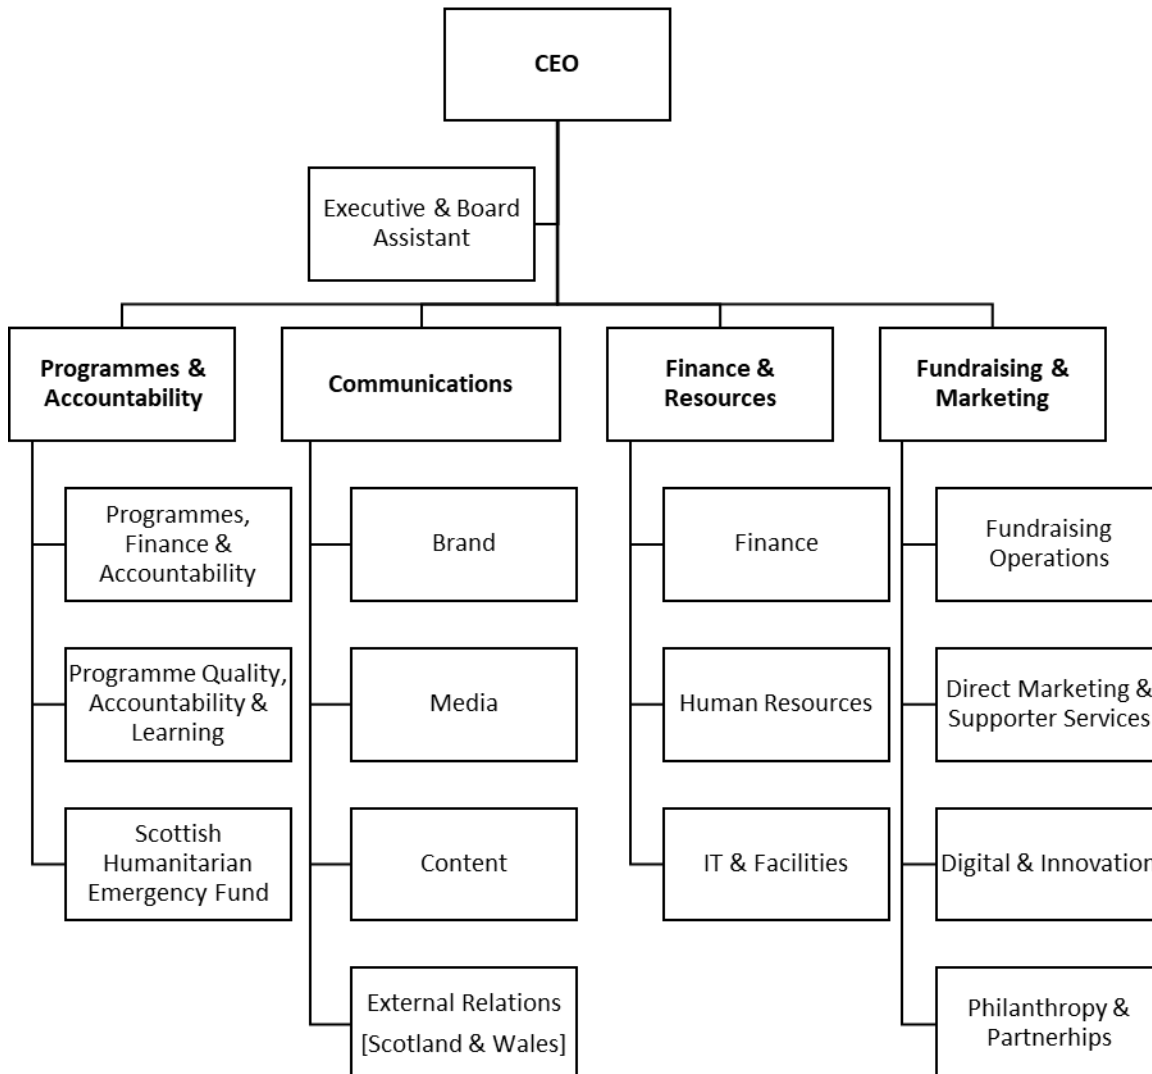 CEO
Executive & Board
Assistant
Programmes &
Accountability
Communications
Finance &
Resources
Fundraising &
Marketing
Programmes,
Finance &
Accountability
Brand
Finance
Fundraising
Operations
Programme Quality,
Accountability &
Learning
Media
Human Resources
Direct Marketing &
Supporter Services
Scottish
Humanitarian
Emergency Fund
Content
IT & Facilities
Digital & Innovation
External Relations
[Scotland & Wales]
Philanthropy &
Partnerhips